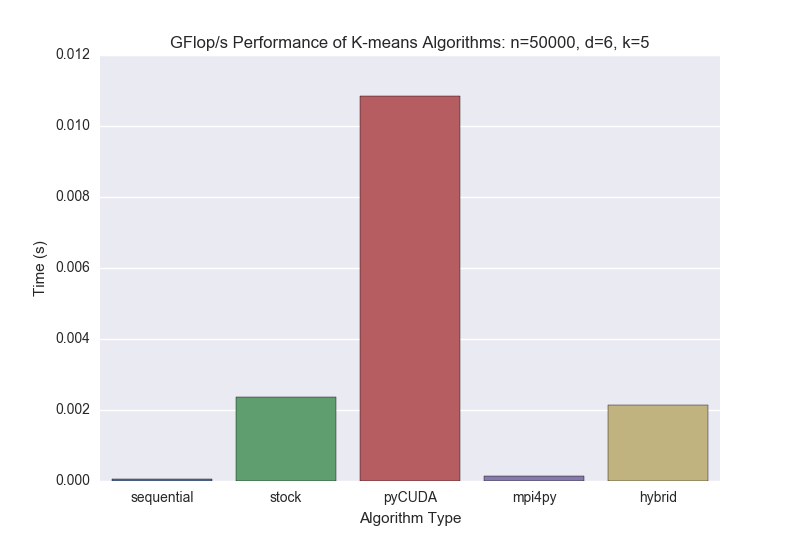 GFlop/s Performance of K-means Algorithms: n=50000, d=6, k=5
0.012
0.010
0.008
0.006
0.004
0.002
0.000
Time (s)
sequential stock pyCUDA mpi4py hybrid
Algorithm Type